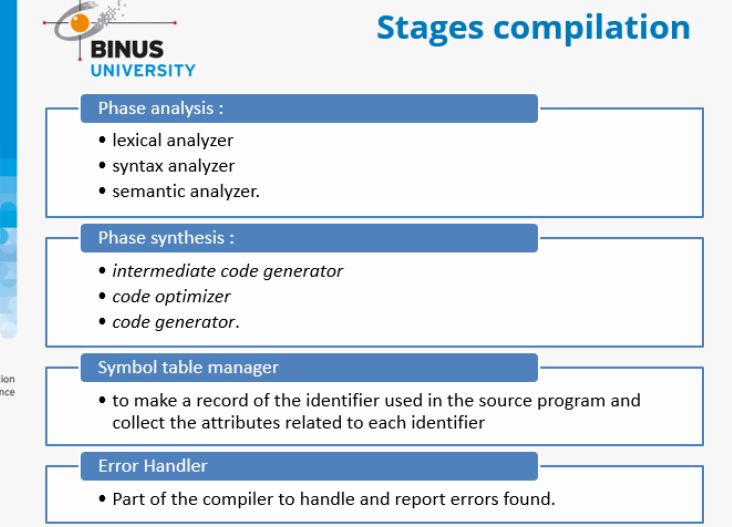 BINUS
UNIVERSITY
Stages compilation
Phase analysis :
• lexical analyzer
• syntax analyzer
• semantic analyzer.
Phase synthesis :
• intermediate code generator
• code optimizer
• code generator.
Symbol table manager
• to make a record of the identifier used in the source program and
collect the attributes related to each identifier
Error Handler
• Part of the compiler to handle and report errors found.